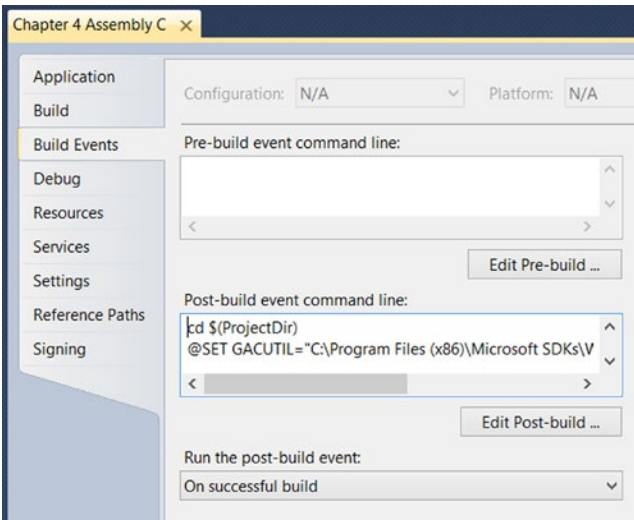 Chapter 4 Assembly C
Application
Build
Build Events
Debug
Resources
Services
Settings
Reference Paths
Signing
Configuration: N/A Platform: N/A
Pre-build event command line:
Edit Pre-build ...
Post-build event command line:
cd $(ProjectDir)
@SET GACUTIL="C:\Program Files (x86)\Microsoft SDKs\
Edit Post-build ...
Run the post-build event:
On successful build